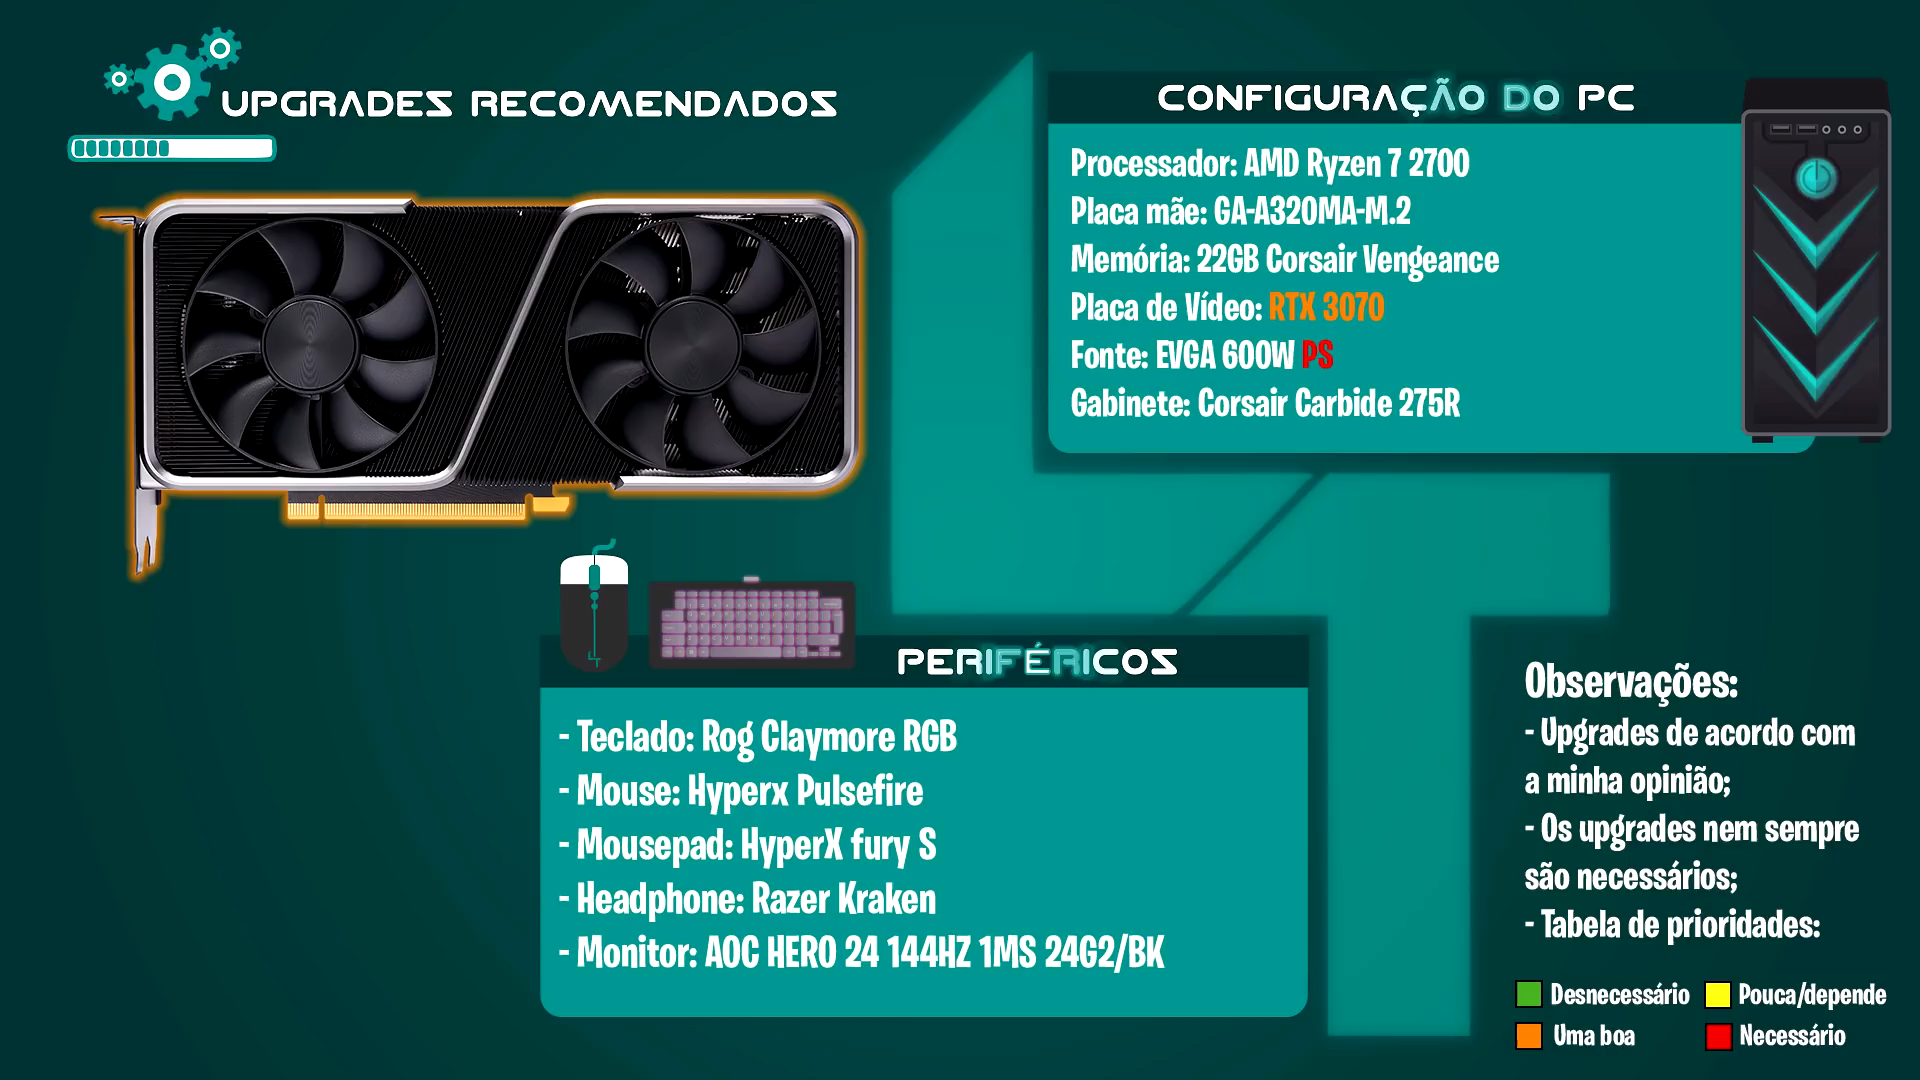 UPGRADES RECOMENDADOS
CONFIGURAÇÃO DO PC
Processador: AMD Ryzen 7 2700
Placa mãe: GA-A320MA-M.2
Memória: 22GB Corsair Vengeance
Placa de Vídeo: RTX 3070
Fonte: EVGA 600W PS
Gabinete: Corsair Carbide 275R
LT
PERIFÉRICOS
- Teclado: Rog Claymore RGB
- Mouse: Hyperx Pulsefire
- Mousepad: HyperX fury S
- Headphone: Razer Kraken
- Monitor: AOC HERO 24 144HZ 1MS 24G2/BK
Observações:
- Upgrades de acordo com
a minha opinião;
- Os upgrades nem sempre
são necessários;
- Tabela de prioridades:
Desnecessário Pouca/depende
Uma boa Necessário